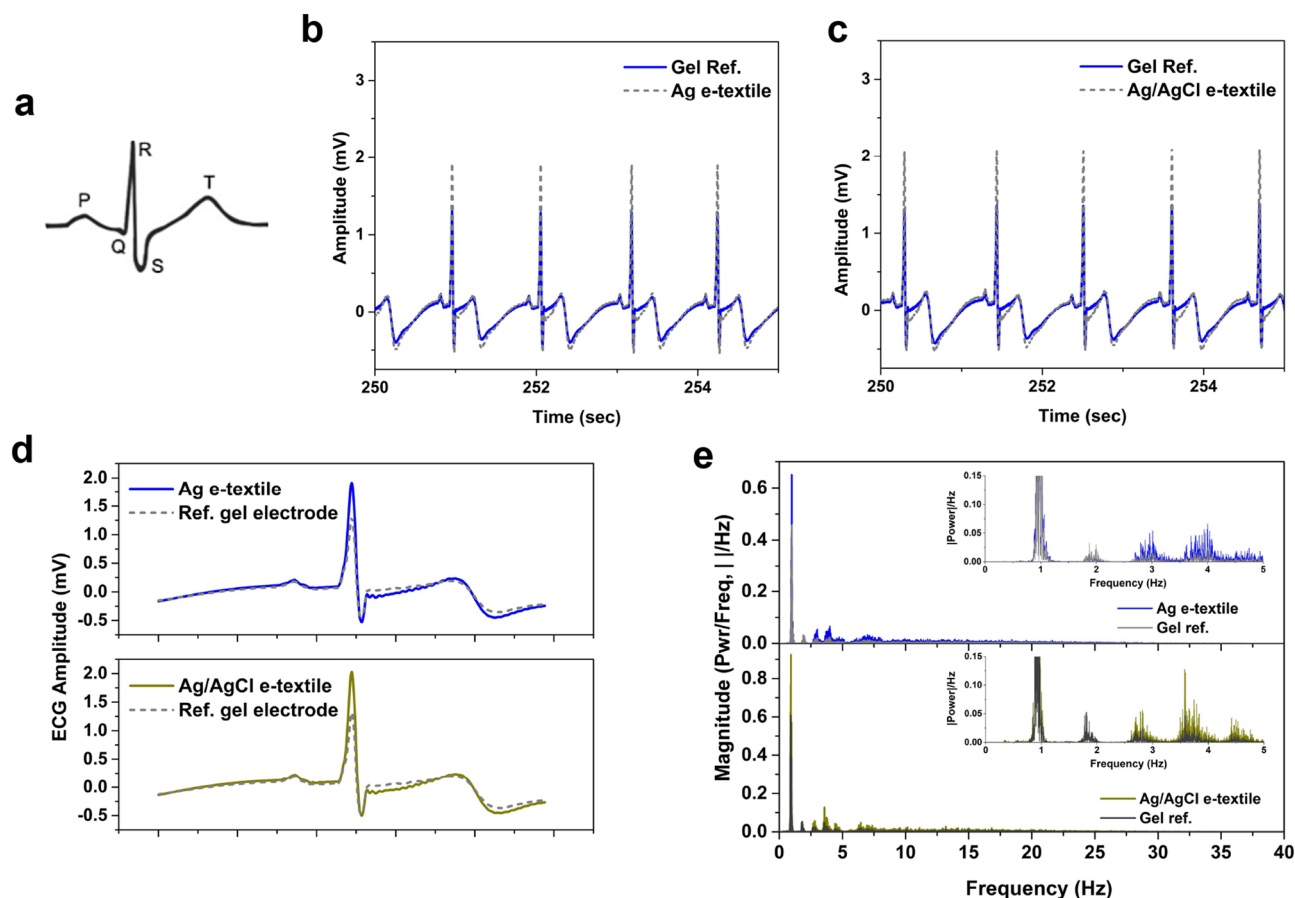 a
P
Q
R
S
T
b
Gel Ref.
Ag e-textile
Amplitude (mV)
3
2
1
0
250
252
254
Time (sec)
c
Gel Ref.
Ag/AgCl e-textile
Amplitude (mV)
3
2
1
0
250
252
254
Time (sec)
d
ECG Amplitude (mV)
2.0
1.5
1.0
0.5
0.0
-0.5
Ag e-textile
Ref. gel electrode
2.0
1.5
1.0
0.5
0.0
-0.5
Ag/AgCl e-textile
Ref. gel electrode
e
Magnitude (Pwr/Freq, | |/Hz)
0.6
0.4
0.2
0.0
|Power|/Hz
0.15
0.10
0.05
0.00
0 1 2 3 4 5
Frequency (Hz)
Ag e-textile
Gel ref.
0.8
0.6
0.4
0.2
0.0
|Power|/Hz
0.15
0.10
0.05
0.00
0 1 2 3 4 5
Frequency (Hz)
Ag/AgCl e-textile
Gel ref.
0 5 10 15 20 25 30 35 40
Frequency (Hz)